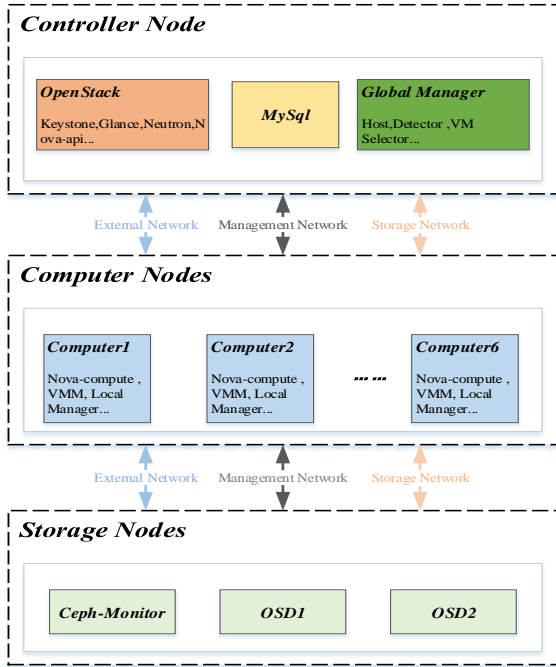 Controller Node
OpenStack
Keystone,Glance,Neutron,N
ova-api...
MySql
Global Manager
Host,Detector ,VM
Selector...
External Network
Management Network
Storage Network
Computer Nodes
Computer1
Nova-compute ,
VMM, Local
Manager...
Computer2
Nova-compute ,
VMM, Local
Manager...
... ...
Computer6
Nova-compute ,
VMM, Local
Manager...
External Network
Management Network
Storage Network
Storage Nodes
Ceph-Monitor
OSD1
OSD2